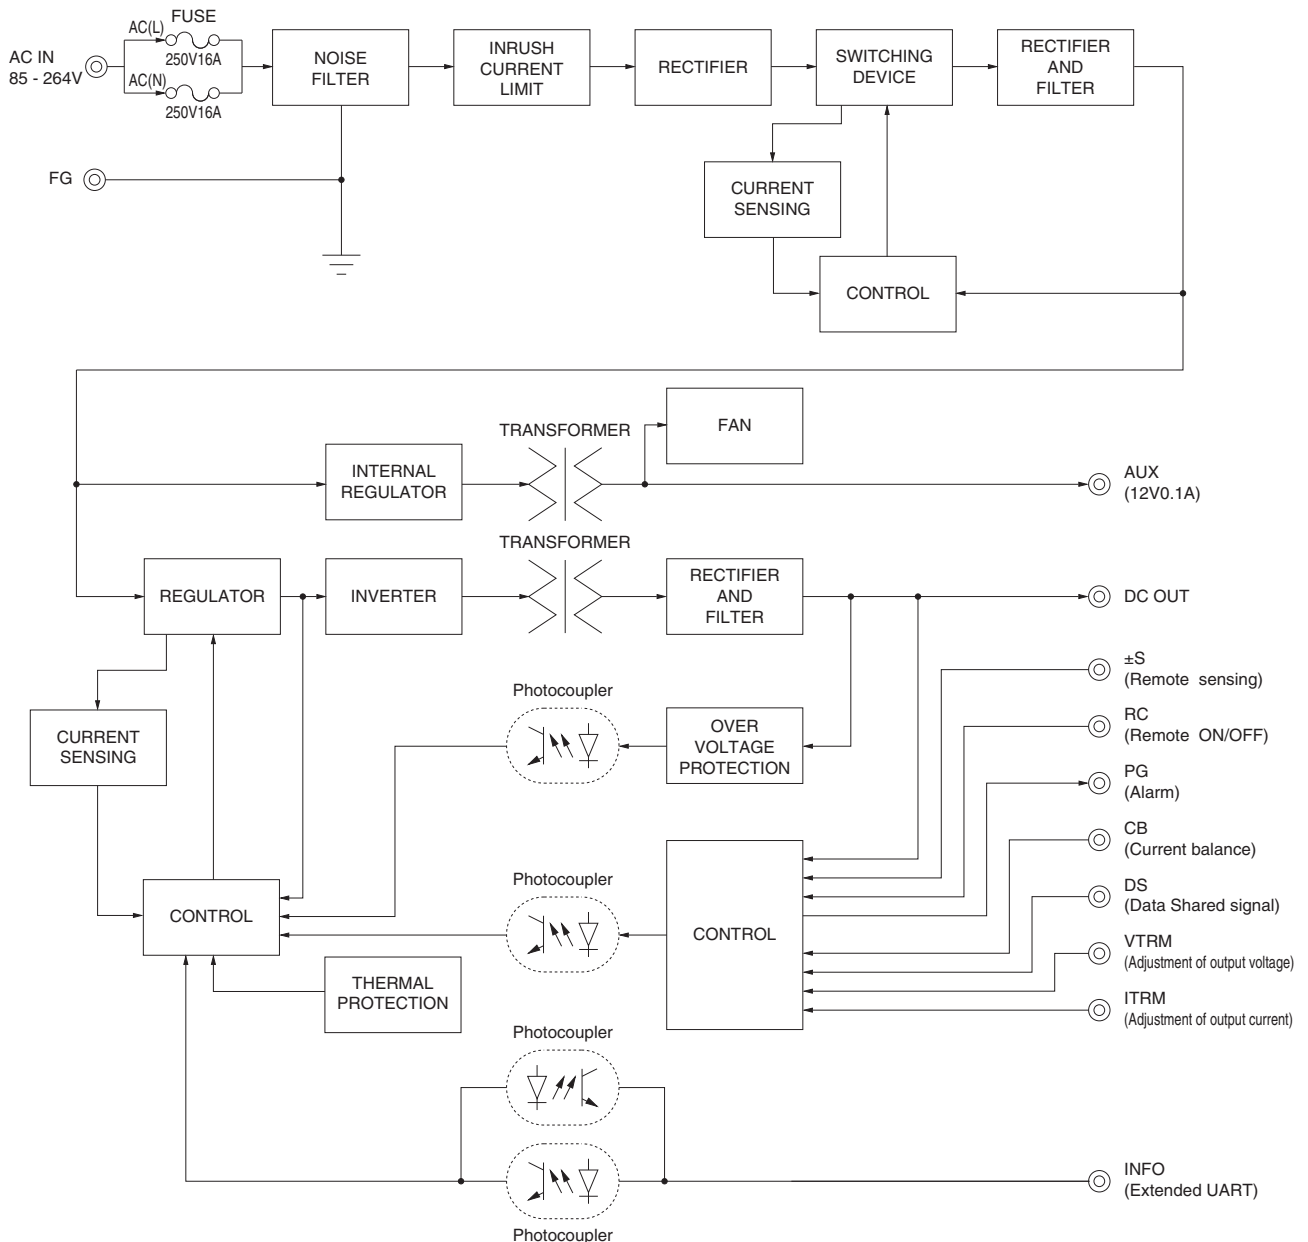 FUSE
AC(L)
250V16A
AC IN
85 - 264V
AC(N)
250V16A
NOISE
FILTER
INRUSH
CURRENT
LIMIT
RECTIFIER
SWITCHING
DEVICE
RECTIFIER
AND
FILTER
FG
CURRENT
SENSING
CONTROL
FAN
TRANSFORMER
INTERNAL
REGULATOR
AUX
(12V0.1A)
TRANSFORMER
REGULATOR
INVERTER
RECTIFIER
AND
FILTER
DC OUT
±S
(Remote sensing)
Photocoupler
OVER
VOLTAGE
PROTECTION
RC
(Remote ON/OFF)
CURRENT
SENSING
PG
(Alarm)
CB
(Current balance)
Photocoupler
CONTROL
CONTROL
DS
(Data Shared signal)
VTRM
(Adjustment of output voltage)
THERMAL
PROTECTION
ITRM
(Adjustment of output current)
Photocoupler
INFO
(Extended UART)
Photocoupler